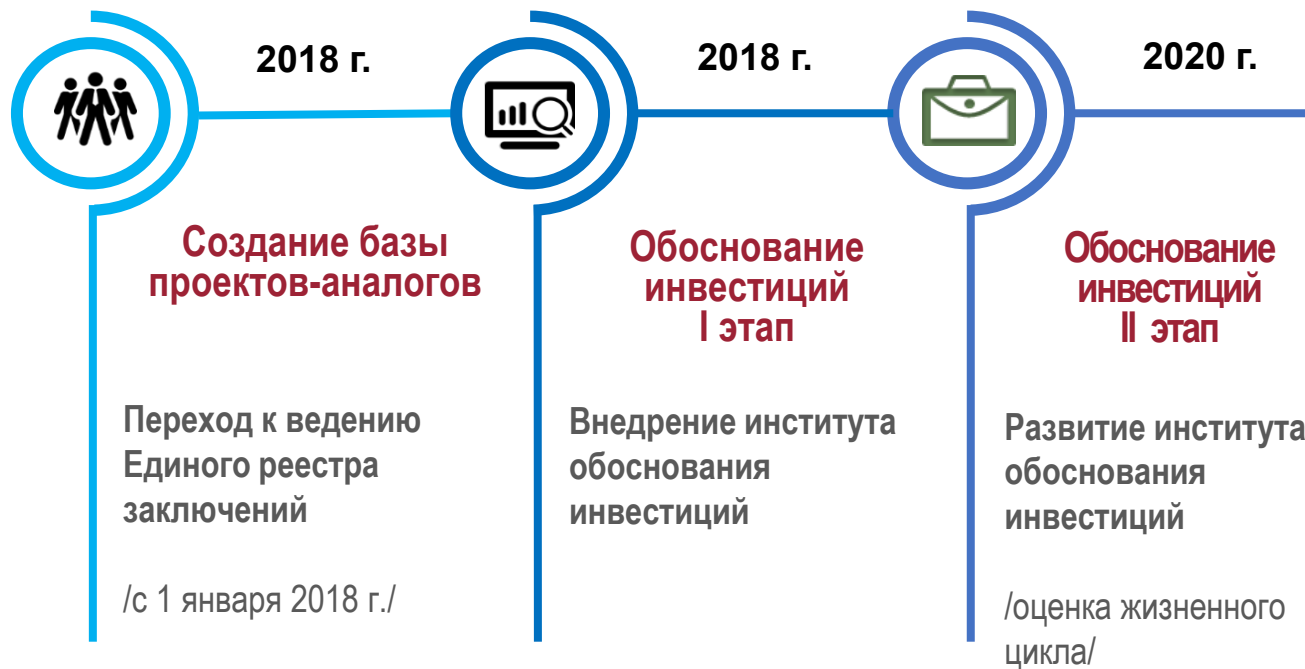 2018 г.
Создание базы
проектов-аналогов
Переход к ведению
Единого реестра
заключений
/с 1 января 2018 г./
2018 г.
Обоснование
инвестиций
I этап
Внедрение института
обоснования
инвестиций
2020 г.
Обоснование
инвестиций
II этап
Развитие института
обоснования
инвестиций
/оценка жизненного
цикла/